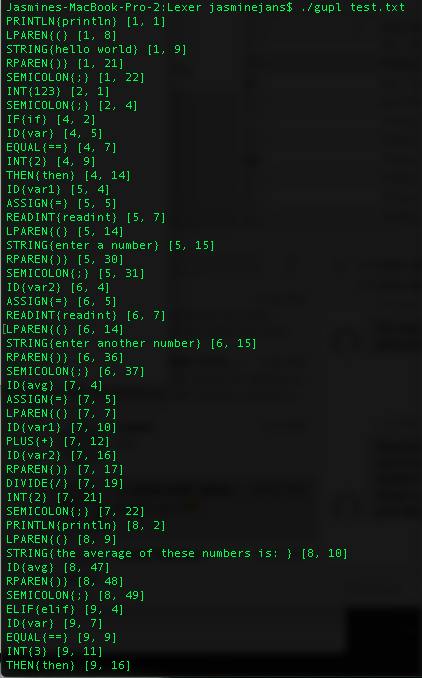 Jasmines-MacBook-Pro-2:Lexer jasminejans$ ./gupl test.txt
PRINTLN{println} [1, 1]
LPAREN{(} [1, 8]
STRING{hello world} [1, 9]
RPAREN{)} [1, 21]
SEMICOLON{;} [1, 22]
INT{123} [2, 1]
SEMICOLON{;} [2, 4]
IF{if} [4, 2]
ID{var} [4, 5]
EQUAL{==} [4, 7]
INT{2} [4, 9]
THEN{then} [4, 14]
ID{var1} [5, 4]
ASSIGN{=} [5, 5]
READINT{readint} [5, 7]
LPAREN{(} [5, 14]
STRING{enter a number} [5, 15]
RPAREN{)} [5, 30]
SEMICOLON{;} [5, 31]
ID{var2} [6, 4]
ASSIGN{=} [6, 5]
READINT{readint} [6, 7]
[LPAREN{(} [6, 14]
STRING{enter another number} [6, 15]
RPAREN{)} [6, 36]
SEMICOLON{;} [6, 37]
ID{avg} [7, 4]
ASSIGN{=} [7, 5]
LPAREN{(} [7, 7]
ID{var1} [7, 10]
PLUS{+} [7, 12]
ID{var2} [7, 16]
RPAREN{)} [7, 17]
DIVIDE{/} [7, 19]
INT{2} [7, 21]
SEMICOLON{;} [7, 22]
PRINTLN{println} [8, 2]
LPAREN{(} [8, 9]
STRING{the average of these numbers is: } [8, 10]
ID{avg} [8, 47]
RPAREN{)} [8, 48]
SEMICOLON{;} [8, 49]
ELIF{elif} [9, 4]
ID{var} [9, 7]
EQUAL{==} [9, 9]
INT{3} [9, 11]
THEN{then} [9, 16]